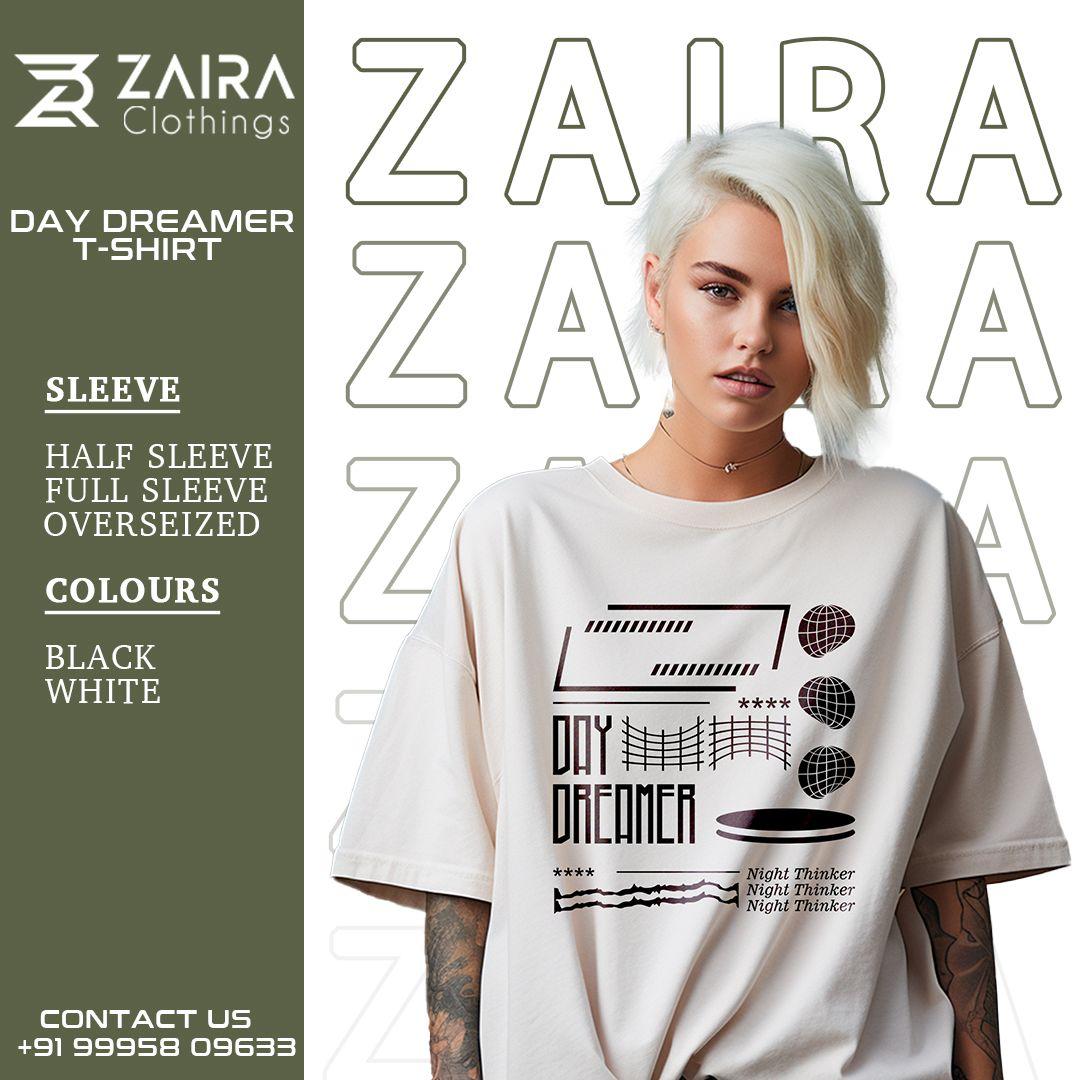 ZAIRA
Clothings
DAY DREAMER
T-SHIRT
SLEEVE
HALF SLEEVE
FULL SLEEVE
OVERSEIZED
COLOURS
BLACK
WHITE
CONTACT US
+91 99958 09633
ZAIRA
ZAIRA
ZAIRA
****
DAY
DREAMER
****
Night Thinker
Night Thinker
Night Thinker